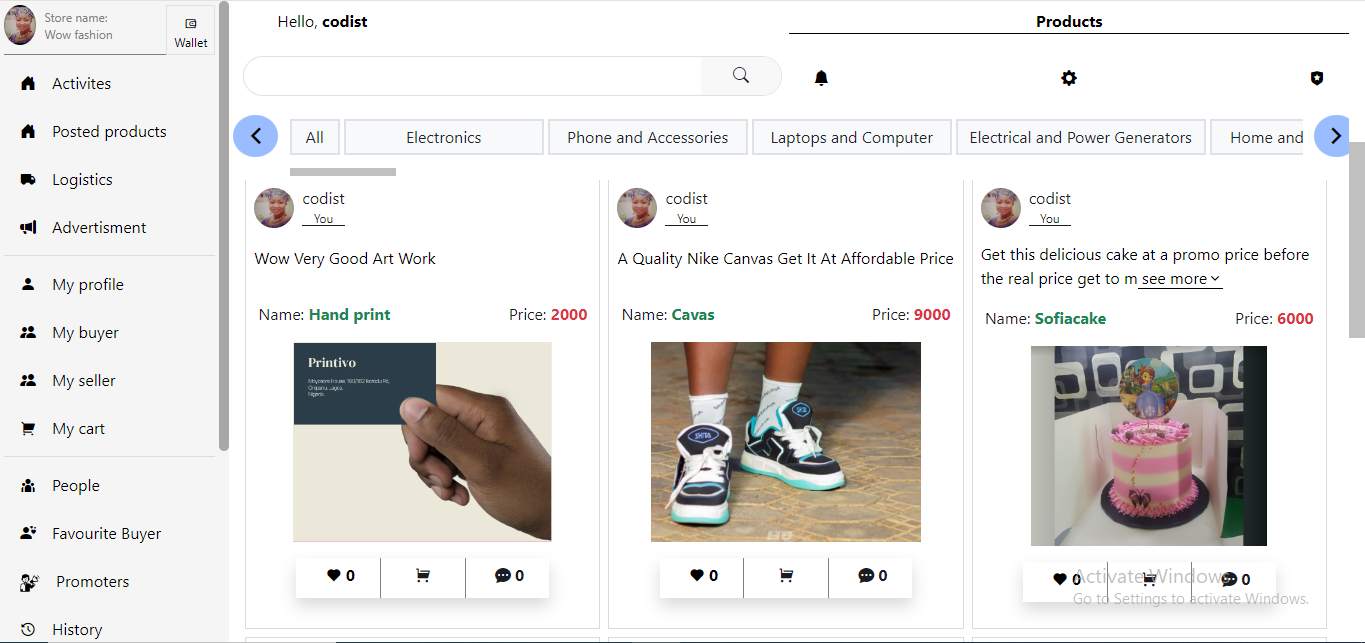 Store name:
Wow fashion
Wallet
Activites
Posted products
Logistics
Advertisment
My profile
My buyer
My seller
My cart
People
Favourite Buyer
Promoters
History
Hello, codist
Products
All
Electronics
Phone and Accessories
Laptops and Computer
Electrical and Power Generators
Home and
codist
You
Wow Very Good Art Work
Name: Hand print
Price: 2000
Printivo
Nigeria
0
0
codist
You
A Quality Nike Canvas Get It At Affordable Price
Name: Cavas
Price: 9000
0
0
codist
You
Get this delicious cake at a promo price before
the real price get to m see more
Name: Sofiacake
Price: 6000
0
0
Activate Windows
Go to Settings to activate Windows.